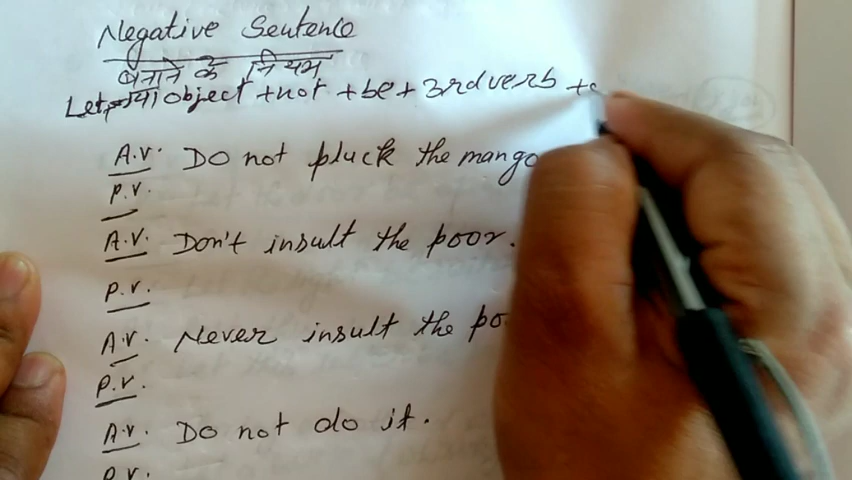 Negative Sentence
बनाने के नियम
Let, object + not + be + 3rd verb +
A.V. Do not pluck the mango
P.V.
A.V. Don't insult the poor.
P.V.
A.V. Never insult the po
P.V.
A.V. Do not do it.
P.V.